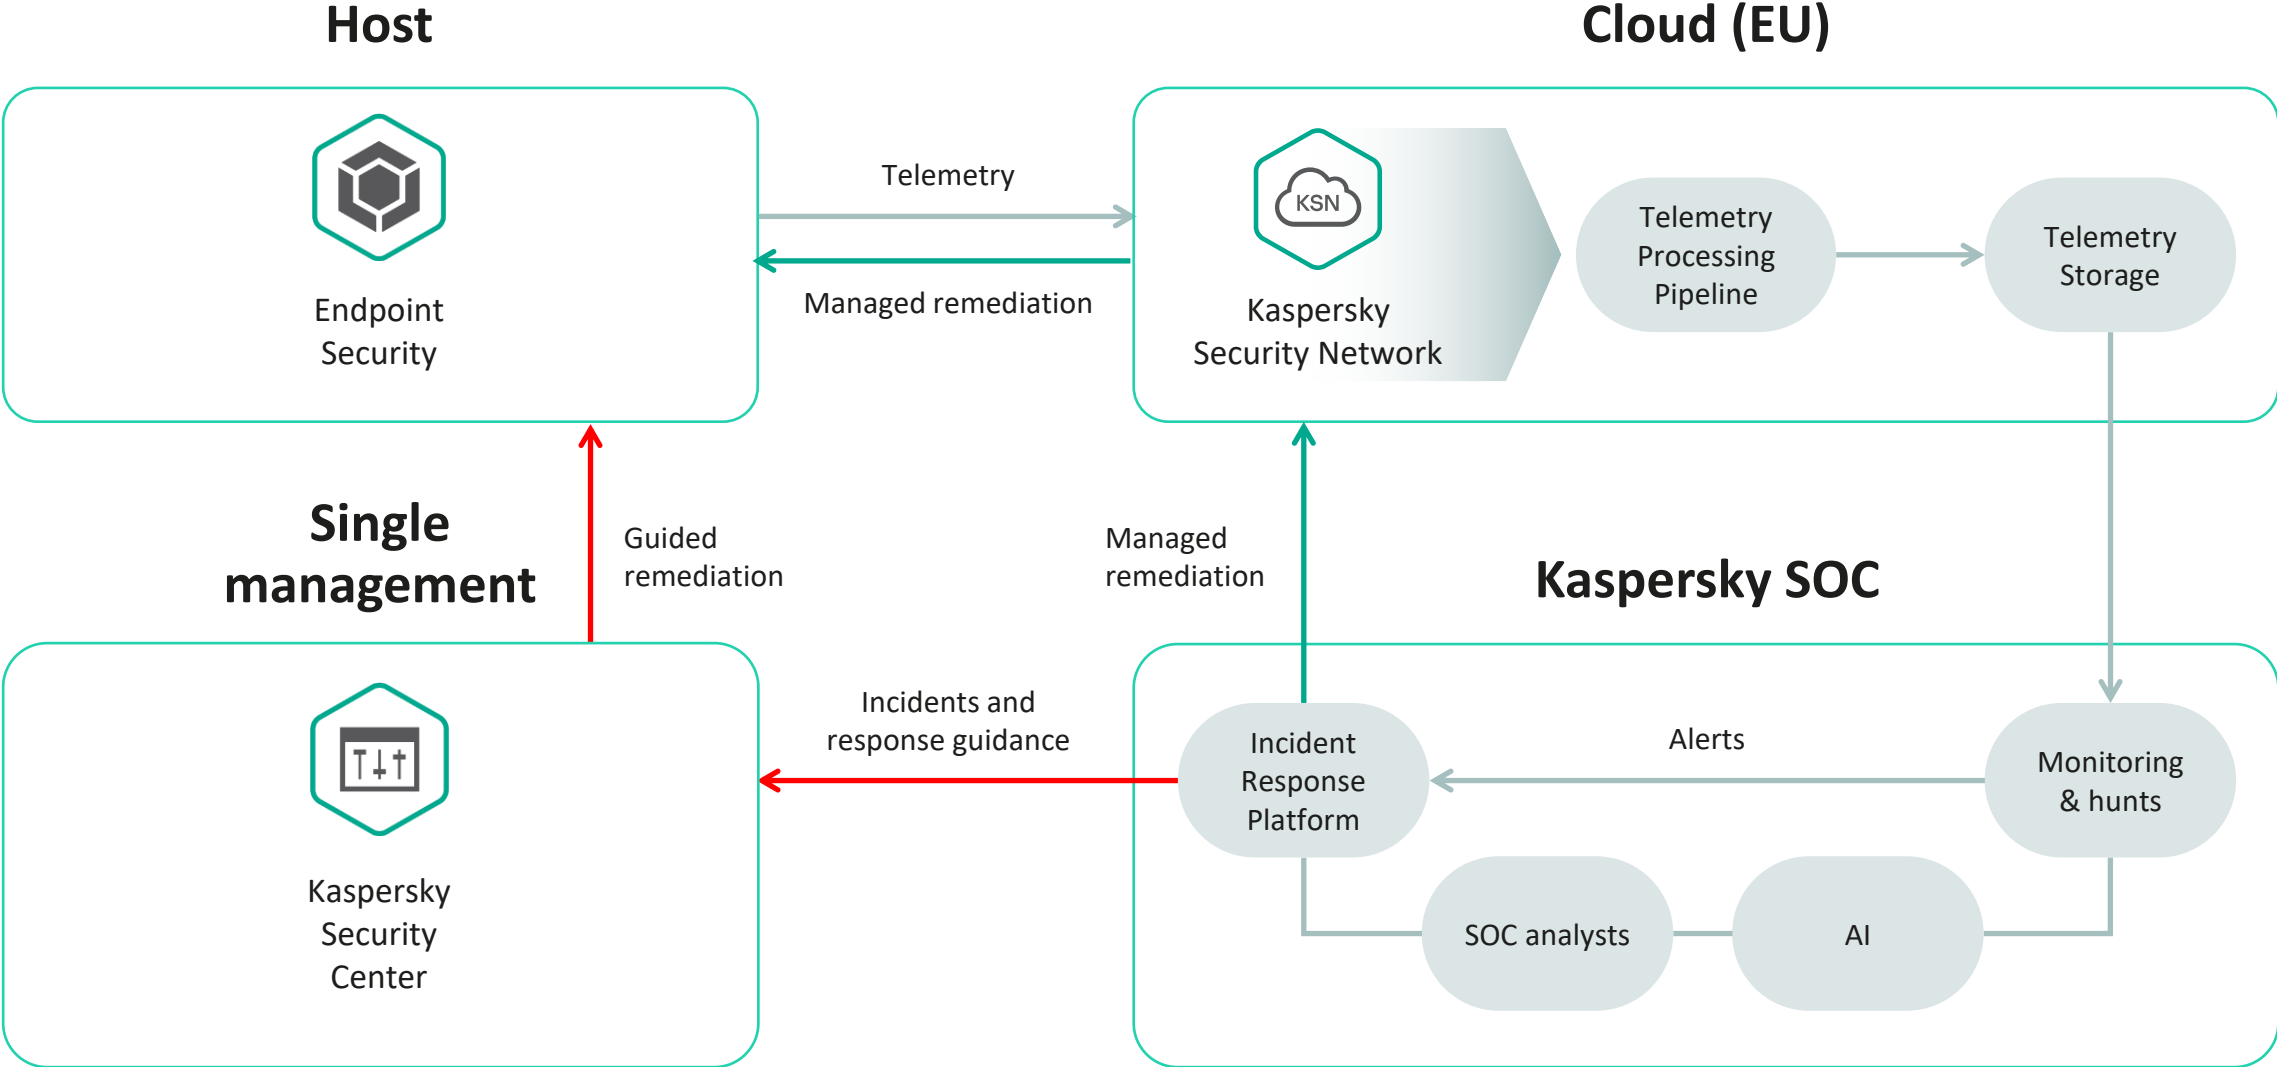 Host
Cloud (EU)
Endpoint
Security
Telemetry
Managed remediation
KSN
Kaspersky
Security Network
Telemetry
Processing
Pipeline
Telemetry
Storage
Single
management
Guided
remediation
Managed
remediation
Kaspersky SOC
Kaspersky
Security
Center
Incidents and
response guidance
Incident
Response
Platform
Alerts
Monitoring
& hunts
SOC analysts
AI